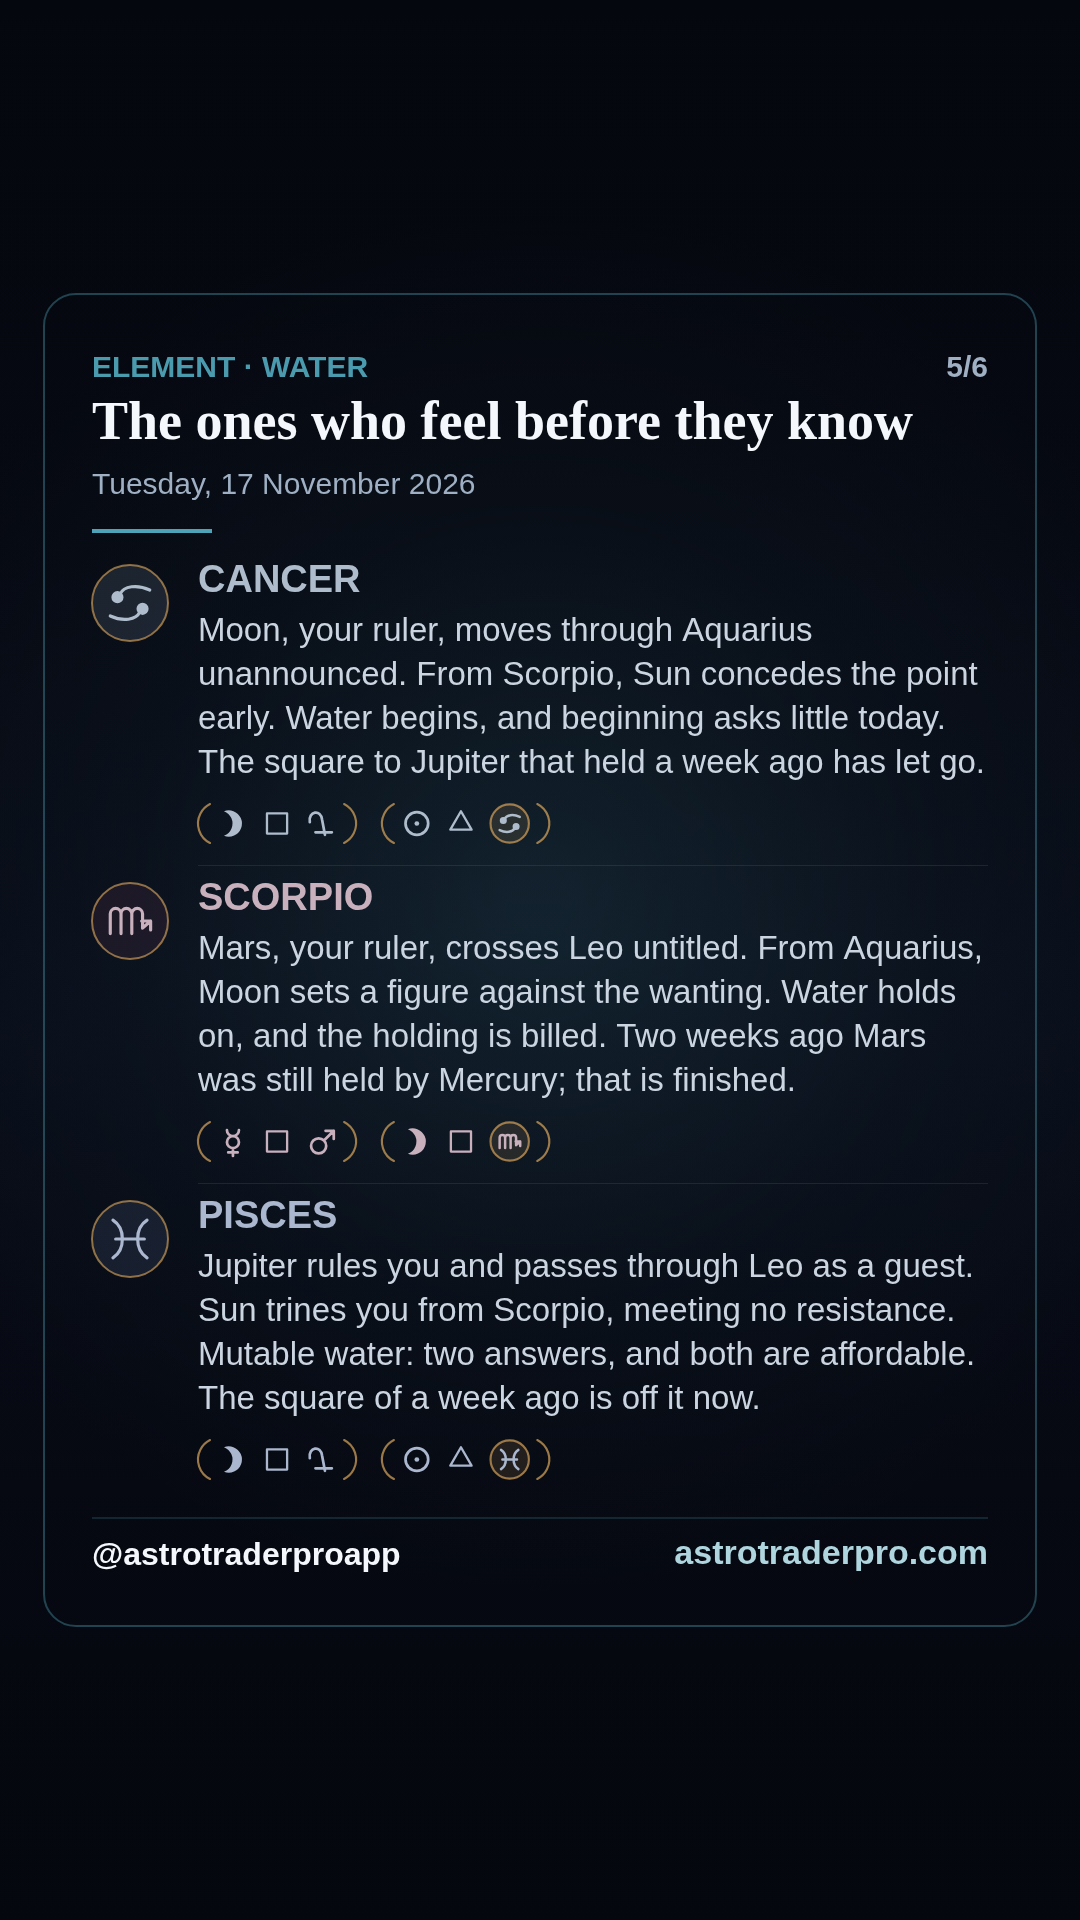 ELEMENT · WATER
5/6
The ones who feel before they know
Tuesday, 17 November 2026
CANCER
Moon, your ruler, moves through Aquarius
unannounced. From Scorpio, Sun concedes the point
early. Water begins, and beginning asks little today.
The square to Jupiter that held a week ago has let go.
SCORPIO
Mars, your ruler, crosses Leo untitled. From Aquarius,
Moon sets a figure against the wanting. Water holds
on, and the holding is billed. Two weeks ago Mars
was still held by Mercury; that is finished.
PISCES
Jupiter rules you and passes through Leo as a guest.
Sun trines you from Scorpio, meeting no resistance.
Mutable water: two answers, and both are affordable.
The square of a week ago is off it now.
@astrotraderproapp
astrotraderpro.com